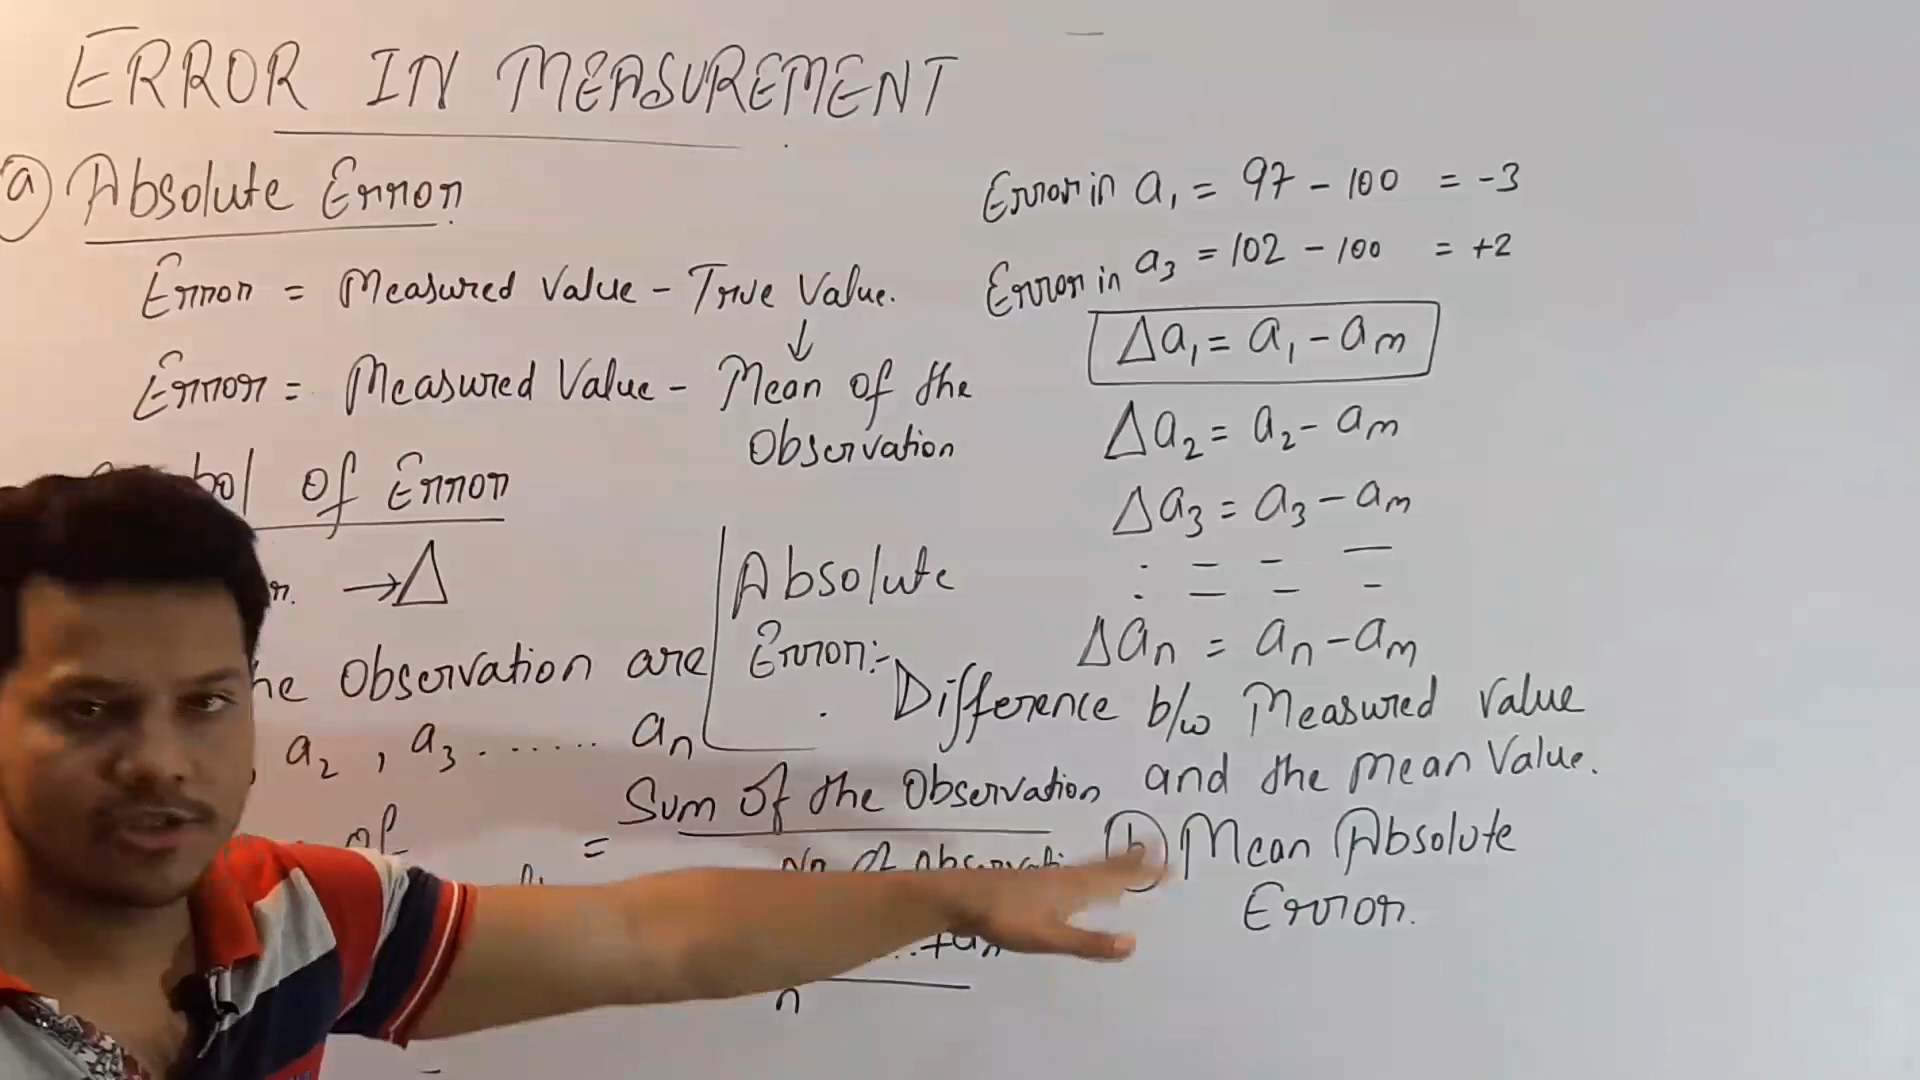 ERROR IN MEASUREMENT
a) Absolute Error
Error = Measured Value - True Value.
↓
Error = Measured Value - Mean of the
Observation
of Error
→ Δ
Observation are
a2 , a3 ...... an
= Sum of the Observation
of
...+an
n
Error in a1 = 97 - 100 = -3
Error in a3 = 102 - 100 = +2
Δa1 = a1 - am
Δa2 = a2 - am
Δa3 = a3 - am
Δan = an - am
Absolute
Error:-
Difference b/w Measured Value
and the mean Value.
b) Mean Absolute
Error.